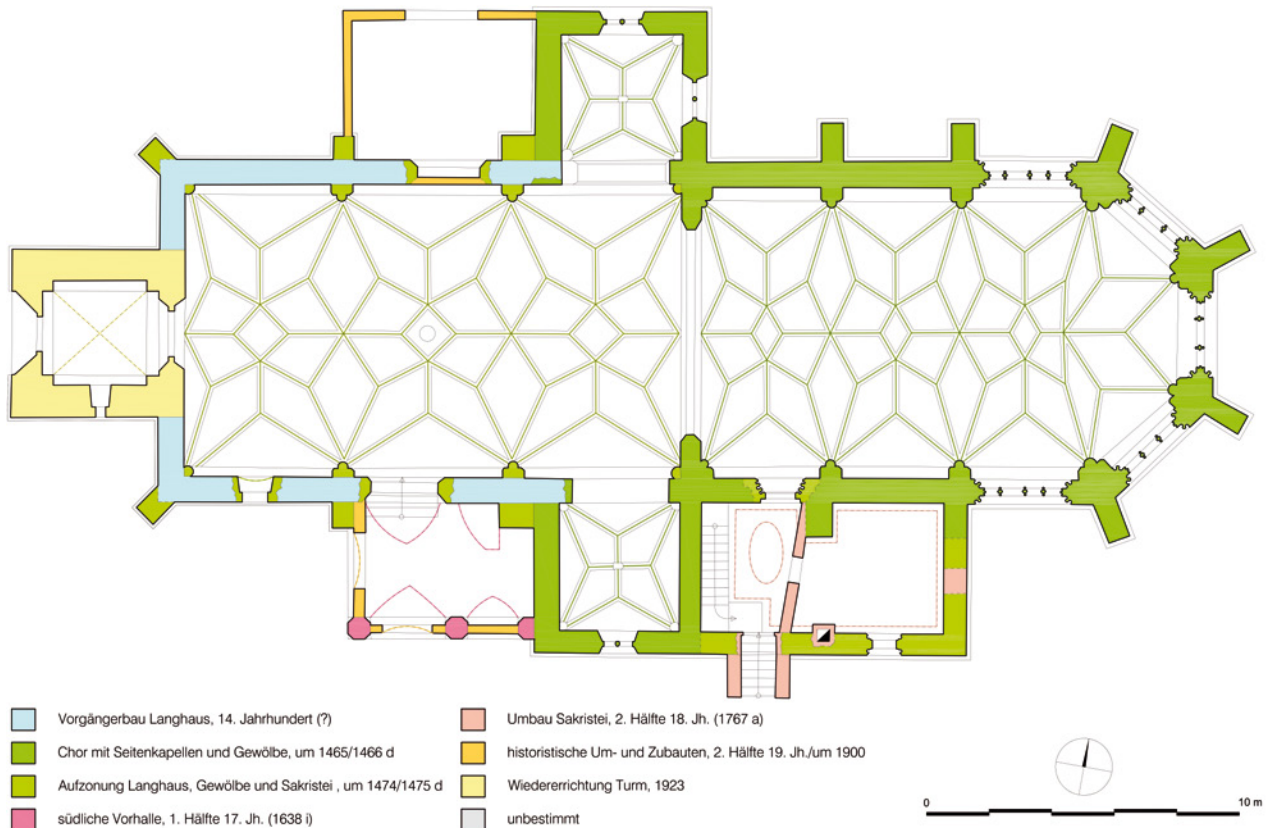 Vorgängerbau Langhaus, 14. Jahrhundert (?)
Chor mit Seitenkapellen und Gewölbe, um 1465/1466 d
Aufzonung Langhaus, Gewölbe und Sakristei , um 1474/1475 d
südliche Vorhalle, 1. Hälfte 17. Jh. (1638 i)
Umbau Sakristei, 2. Hälfte 18. Jh. (1767 a)
historistische Um- und Zubauten, 2. Hälfte 19. Jh./um 1900
Wiedererrichtung Turm, 1923
unbestimmt
0 10 m